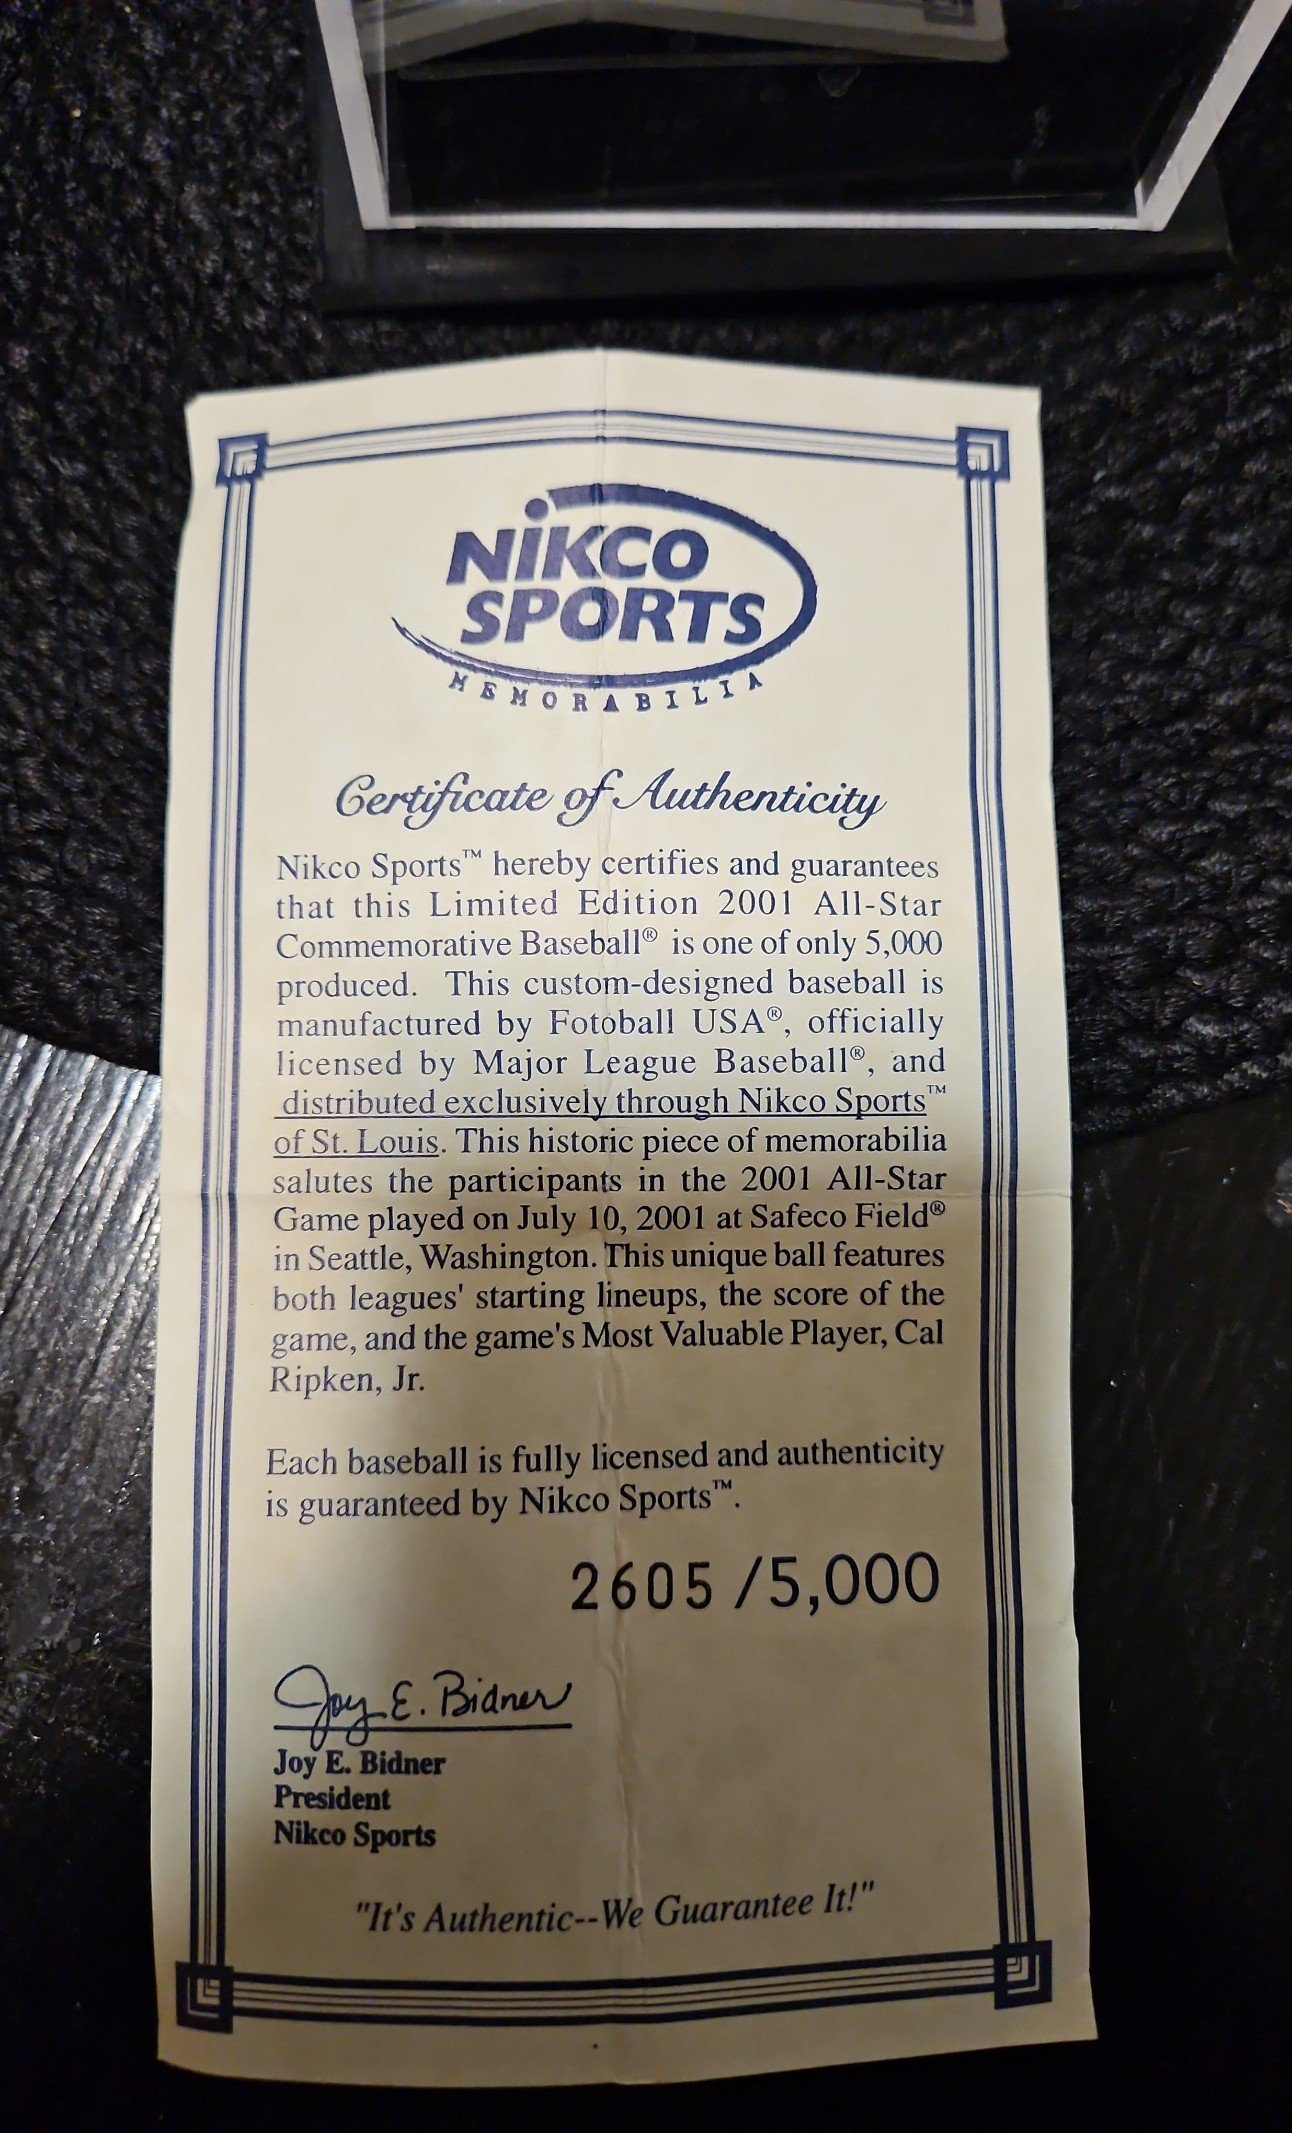 NiKCO
SPORTS
MEMORABILIA
Certificate of Authenticity
Nikco Sports™ hereby certifies and guarantees
that this Limited Edition 2001 All-Star
Commemorative Baseball® is one of only 5,000
produced. This custom-designed baseball is
manufactured by Fotoball USA®, officially
licensed by Major League Baseball®, and
distributed exclusively through Nikco Sports™
of St. Louis. This historic piece of memorabilia
salutes the participants in the 2001 All-Star
Game played on July 10, 2001 at Safeco Field®
in Seattle, Washington. This unique ball features
both leagues' starting lineups, the score of the
game, and the game's Most Valuable Player, Cal
Ripken, Jr.
Each baseball is fully licensed and authenticity
is guaranteed by Nikco Sports™.
2605 /5,000
Joy E. Bidner
Joy E. Bidner
President
Nikco Sports
"It's Authentic--We Guarantee It!"